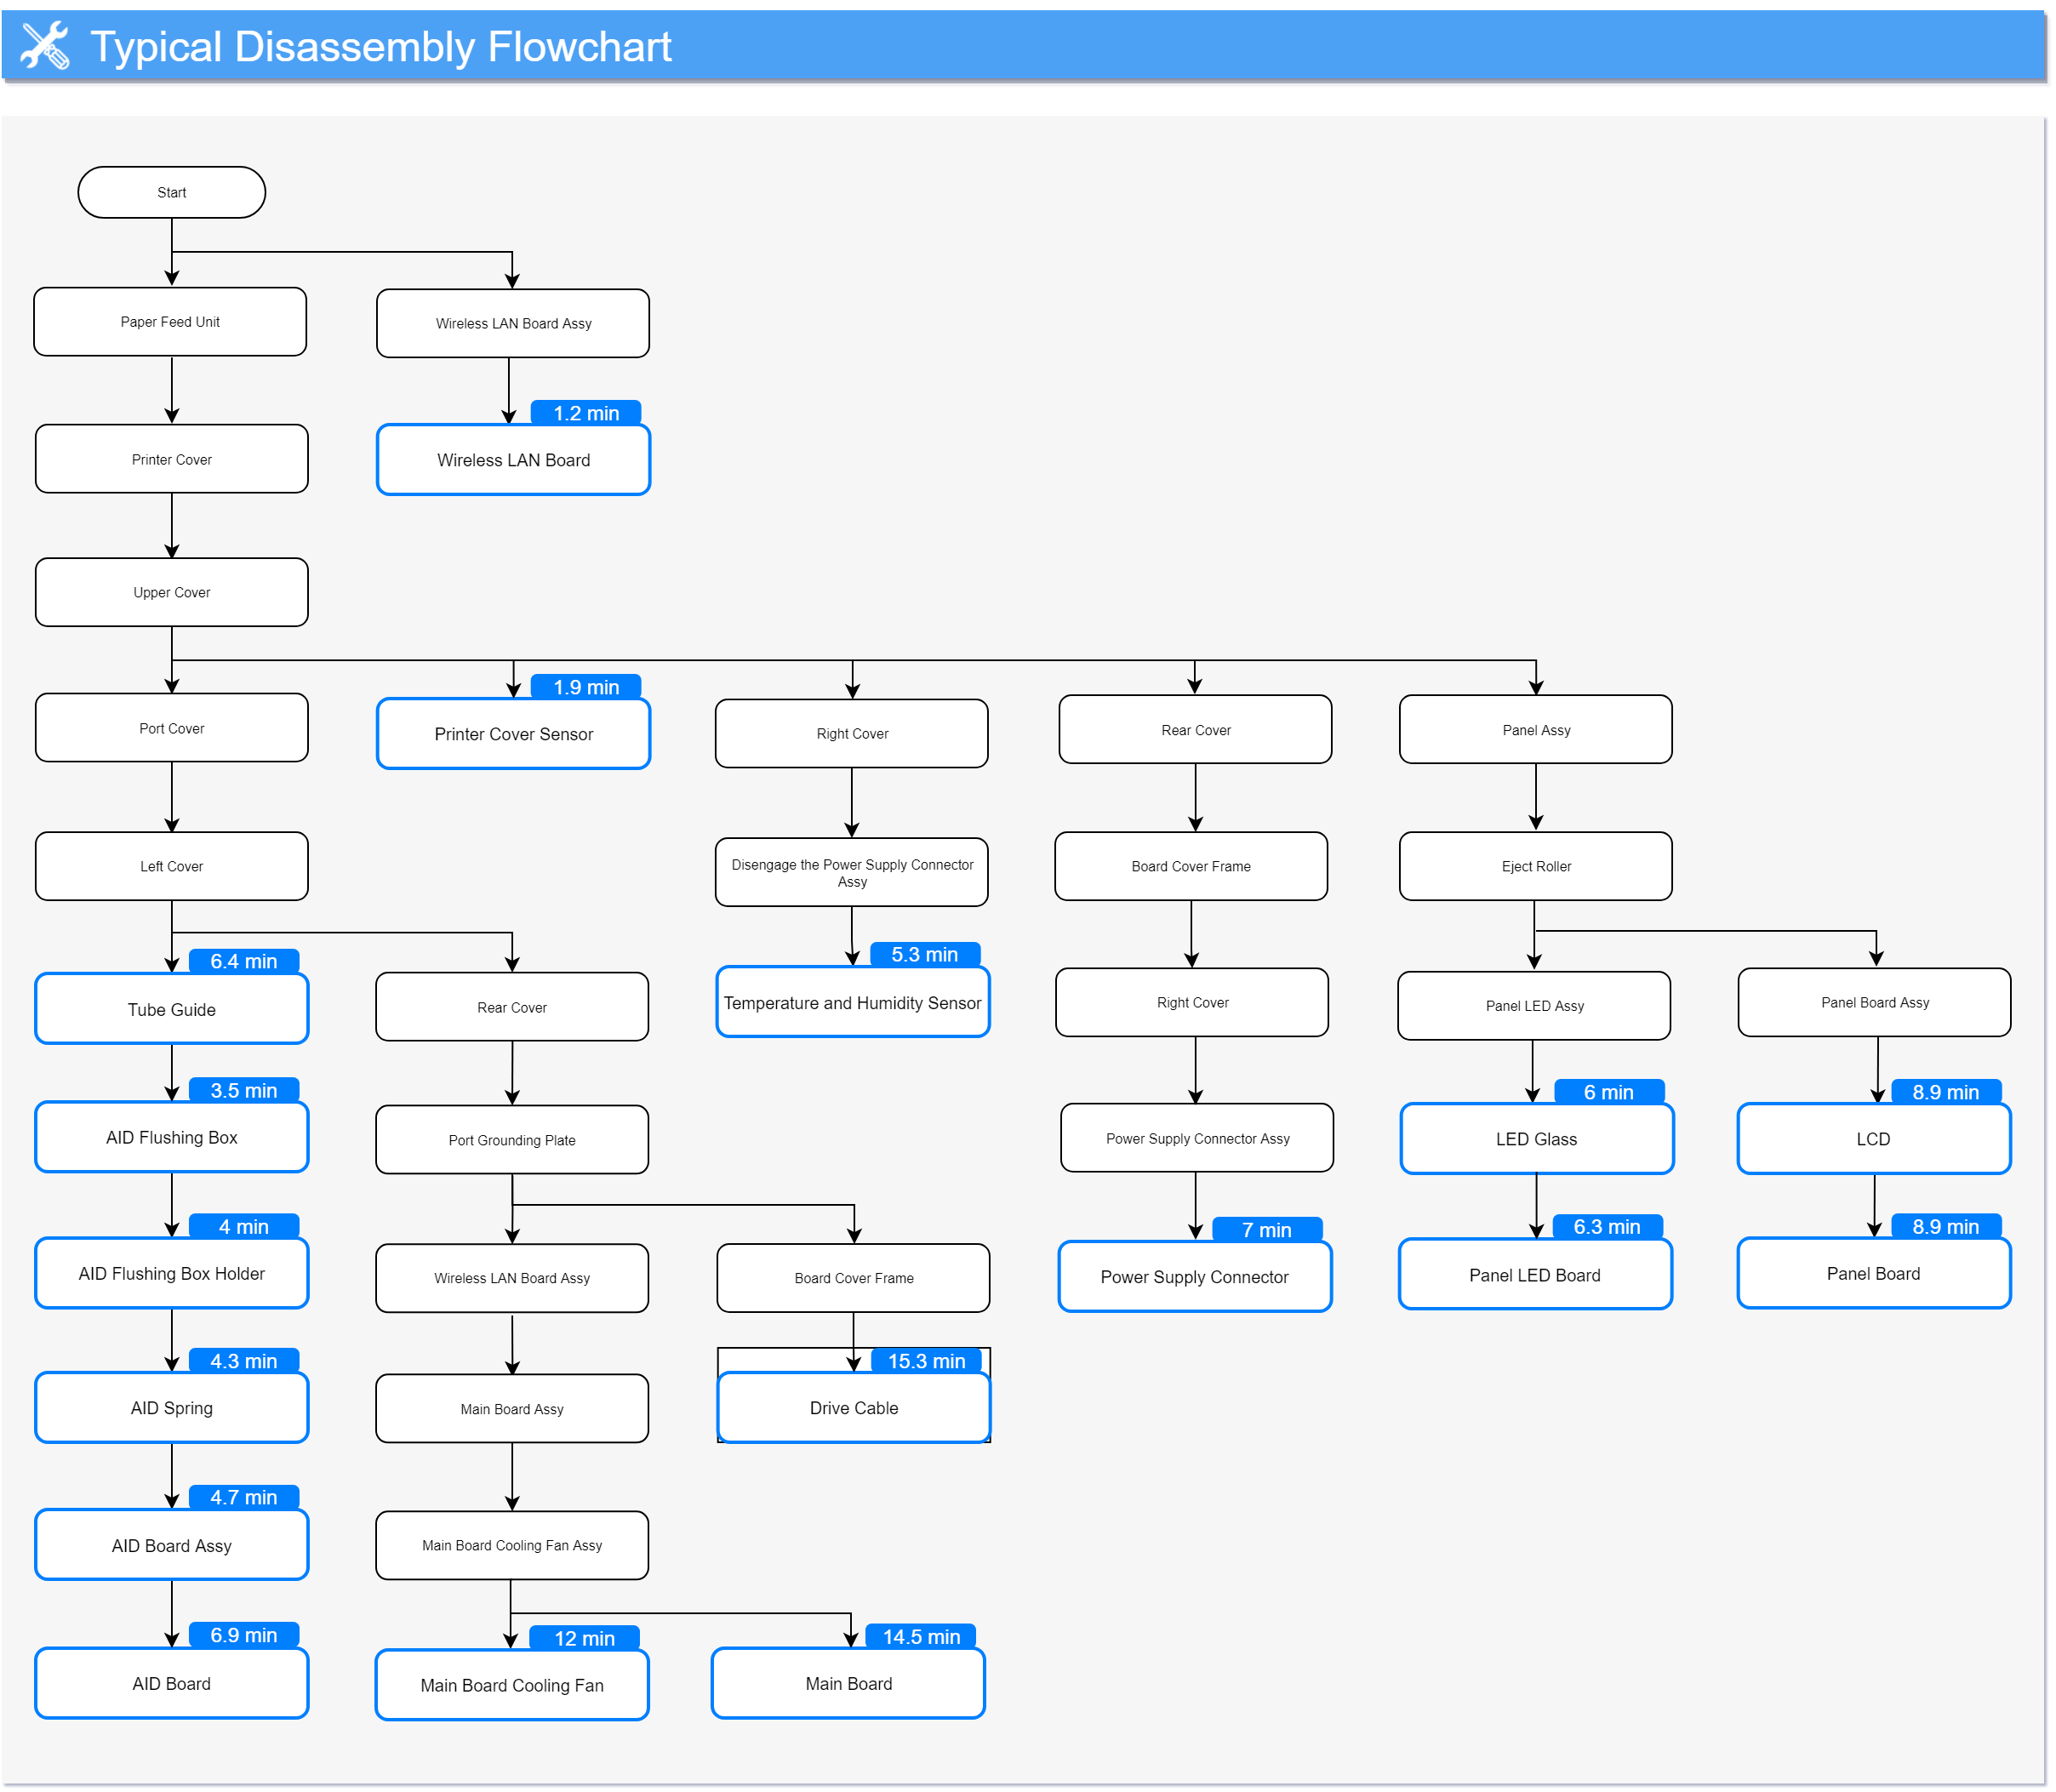 Typical Disassembly Flowchart
Start
Paper Feed Unit
Wireless LAN Board Assy
1.2 min
Printer Cover
Wireless LAN Board
Upper Cover
1.9 min
Port Cover
Printer Cover Sensor
Right Cover
Rear Cover
Panel Assy
Left Cover
Disengage the Power Supply Connector
Assy
Board Cover Frame
Eject Roller
6.4 min
5.3 min
Tube Guide
Rear Cover
Temperature and Humidity Sensor
Right Cover
Panel LED Assy
Panel Board Assy
3.5 min
6 min
8.9 min
AID Flushing Box
Port Grounding Plate
Power Supply Connector Assy
LED Glass
LCD
4 min
7 min
6.3 min
8.9 min
AID Flushing Box Holder
Wireless LAN Board Assy
Board Cover Frame
Power Supply Connector
Panel LED Board
Panel Board
4.3 min
15.3 min
AID Spring
Main Board Assy
Drive Cable
4.7 min
AID Board Assy
Main Board Cooling Fan Assy
6.9 min
12 min
14.5 min
AID Board
Main Board Cooling Fan
Main Board